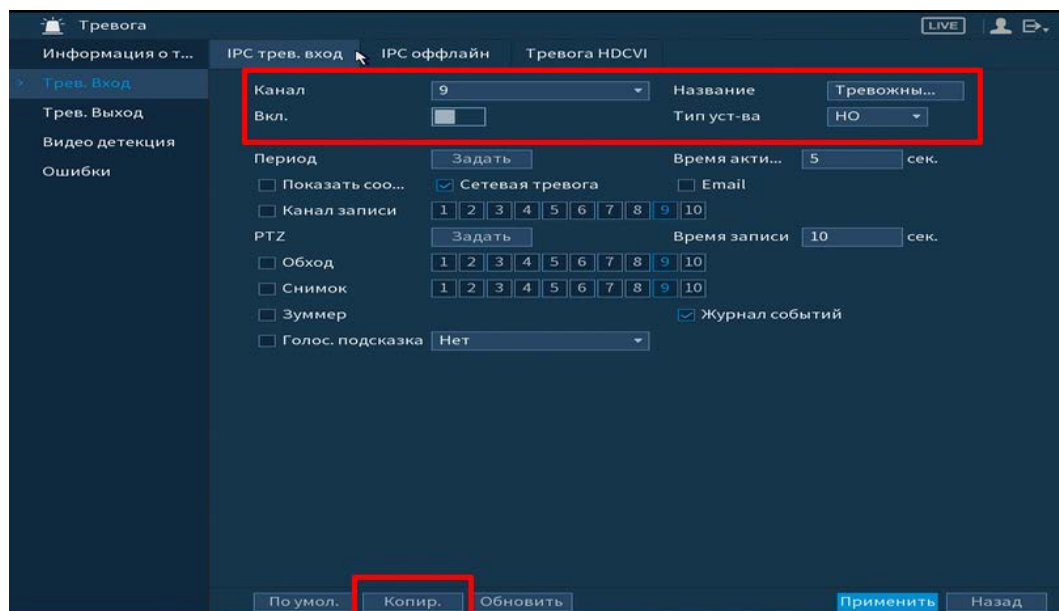 Тревога LIVE
Информация о т... IPC трев. вход IPC оффлайн Тревога HDCVI
Трев. Вход
Трев. Выход
Видео детекция
Ошибки
Канал 9 Название Тревожны...
Вкл. Тип уст-ва НО
Период Задать Время акти... 5 сек.
Показать соо... Сетевая тревога Email
Канал записи 1 2 3 4 5 6 7 8 9 10
PTZ Задать Время записи 10 сек.
Обход 1 2 3 4 5 6 7 8 9 10
Снимок 1 2 3 4 5 6 7 8 9 10
Зуммер Журнал событий
Голос. подсказка Нет
По умол. Копир. Обновить Применить Назад